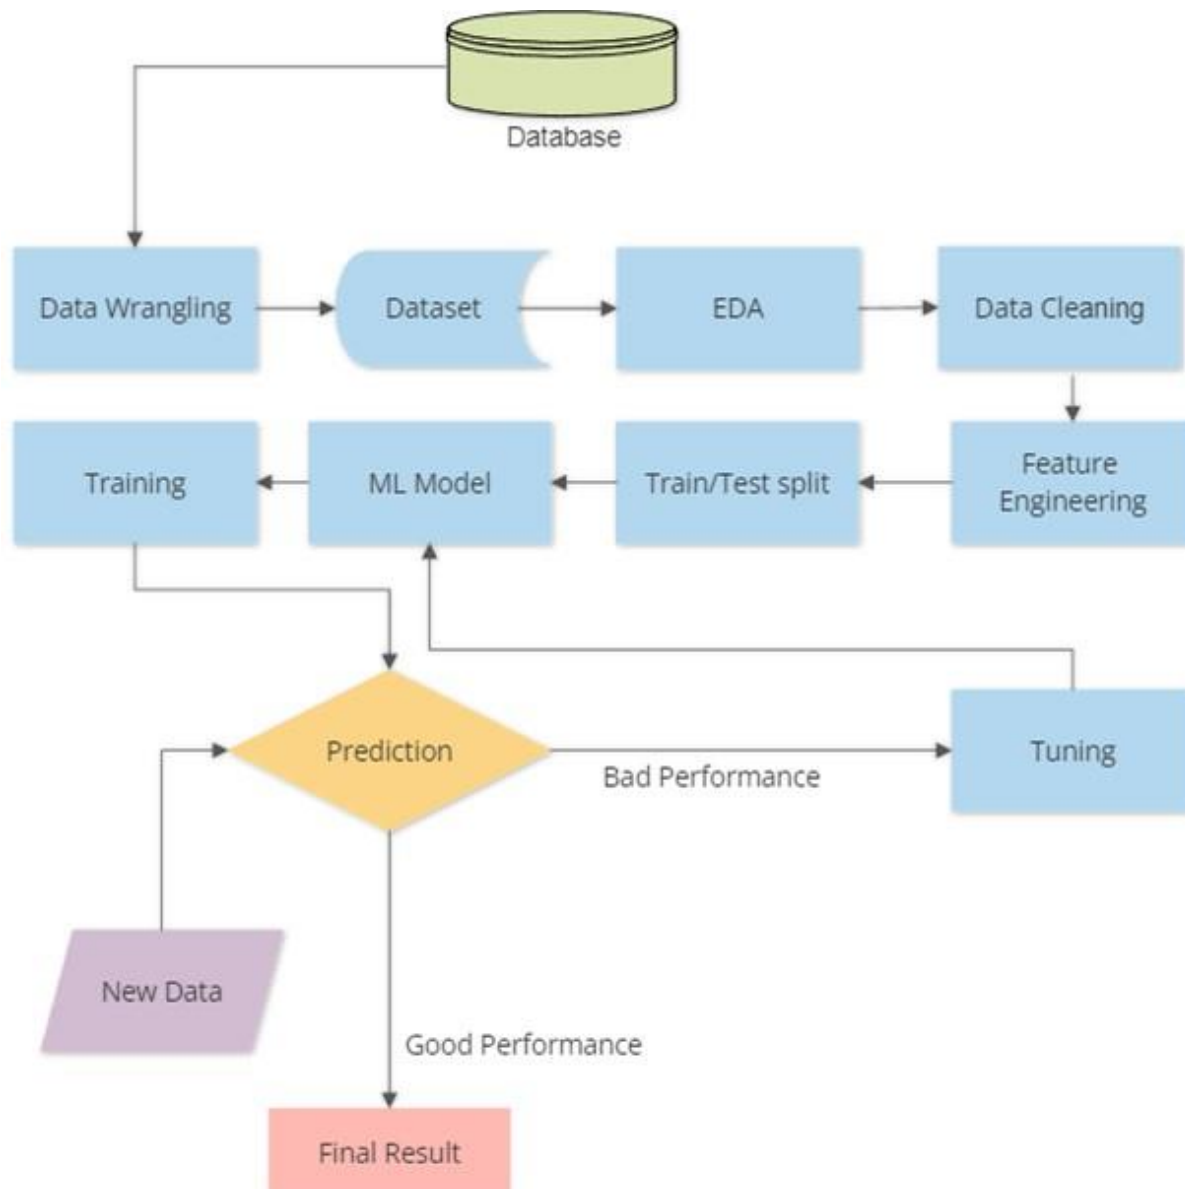 Database
Data Wrangling
Dataset
EDA
Data Cleaning
Training
ML Model
Train/Test split
Feature
Engineering
Prediction
Bad Performance
Tuning
New Data
Good Performance
Final Result